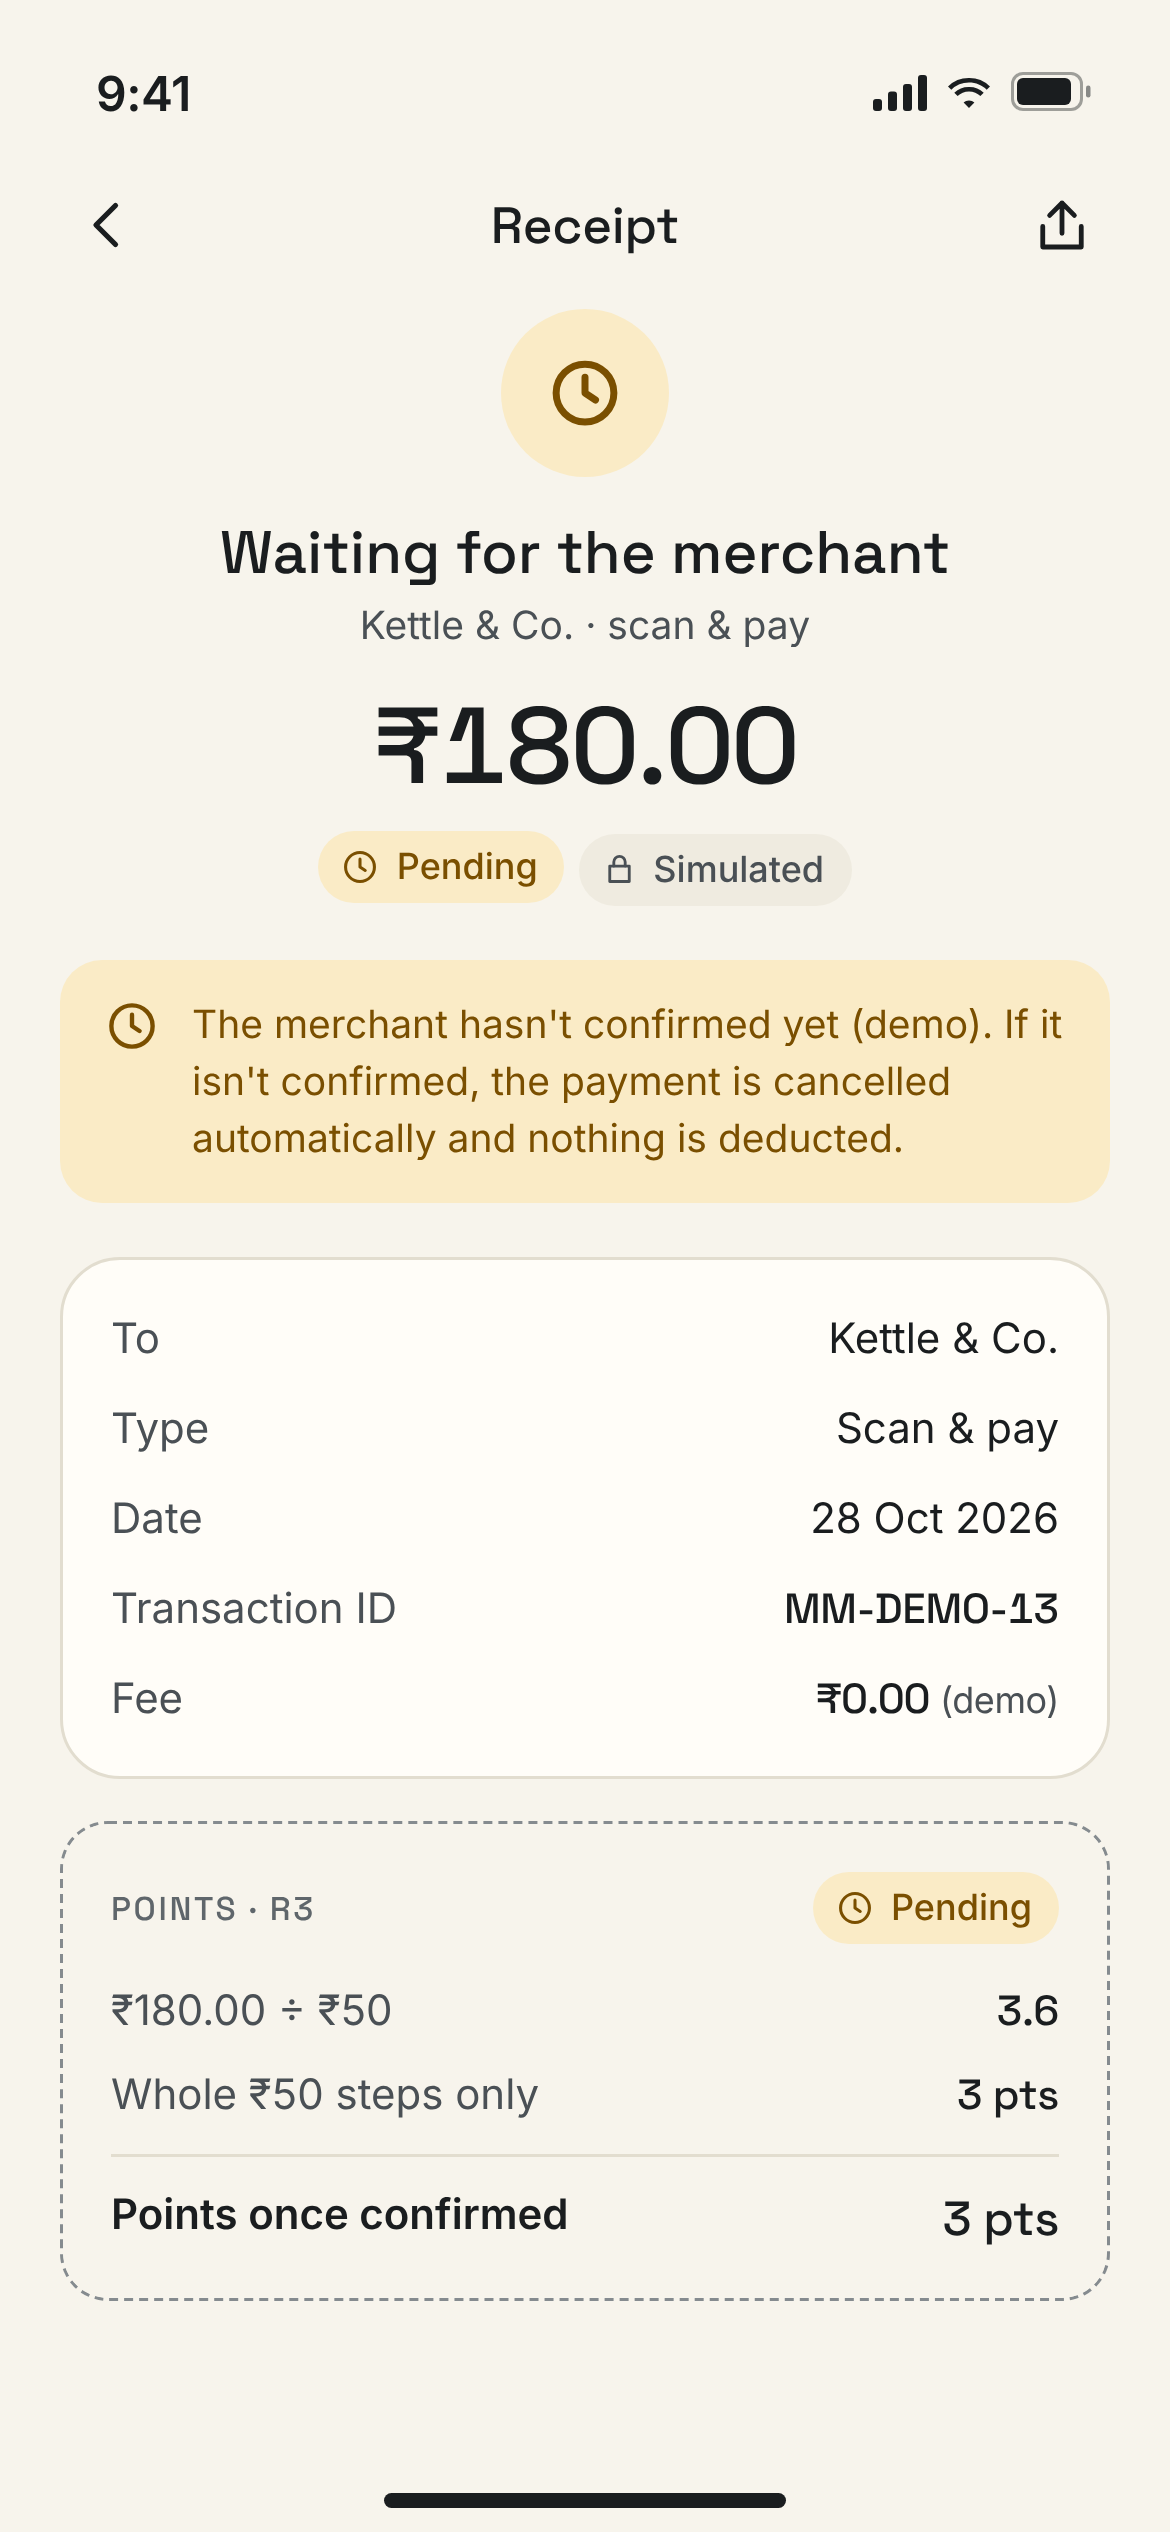 9:41
Receipt
Waiting for the merchant
Kettle & Co. · scan & pay
₹180.00
Pending
Simulated
The merchant hasn't confirmed yet (demo). If it
isn't confirmed, the payment is cancelled
automatically and nothing is deducted.
To Kettle & Co.
Type Scan & pay
Date 28 Oct 2026
Transaction ID MM-DEMO-13
Fee ₹0.00 (demo)
POINTS · R3 Pending
₹180.00 ÷ ₹50 3.6
Whole ₹50 steps only 3 pts
Points once confirmed 3 pts